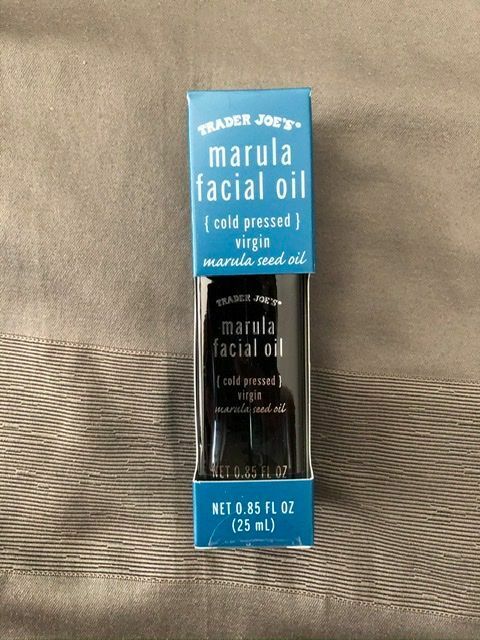 TRADER JOE'S®
marula
facial oil
{ cold pressed }
virgin
marula seed oil
TRADER JOE'S®
marula
facial oil
{ cold pressed }
virgin
marula seed oil
NET 0.85 FL OZ
NET 0.85 FL OZ
(25 mL)